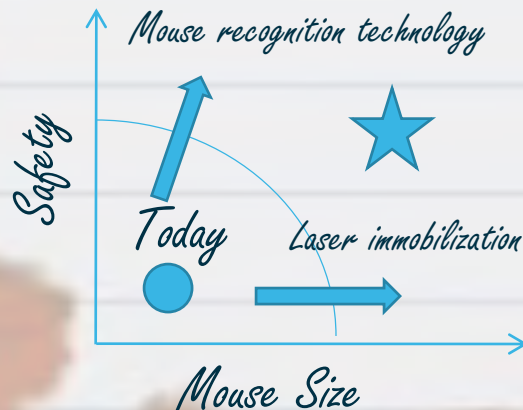 Mouse recognition technology
Safety
Today
Laser immobilization
Mouse Size